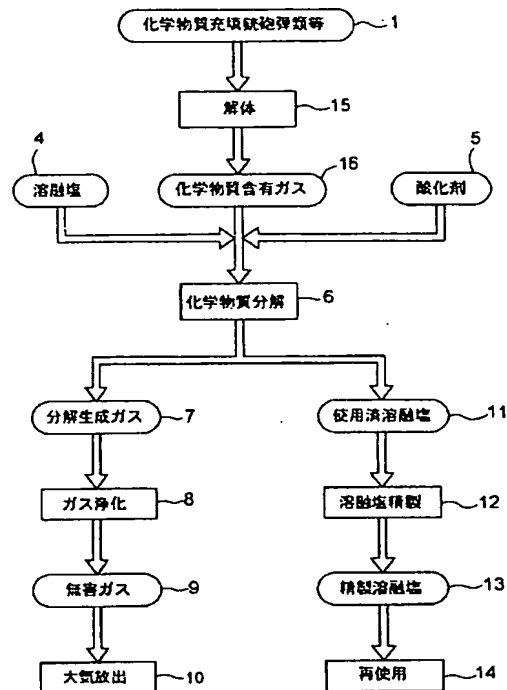 化学物質充填銃砲弾類等
1
解体
15
4
5
16
溶融塩
化学物質含有ガス
酸化剤
化学物質分解
6
分解生成ガス
7
使用済溶融塩
11
ガス浄化
8
溶融塩精製
12
無害ガス
9
精製溶融塩
13
大気放出
10
再使用
14